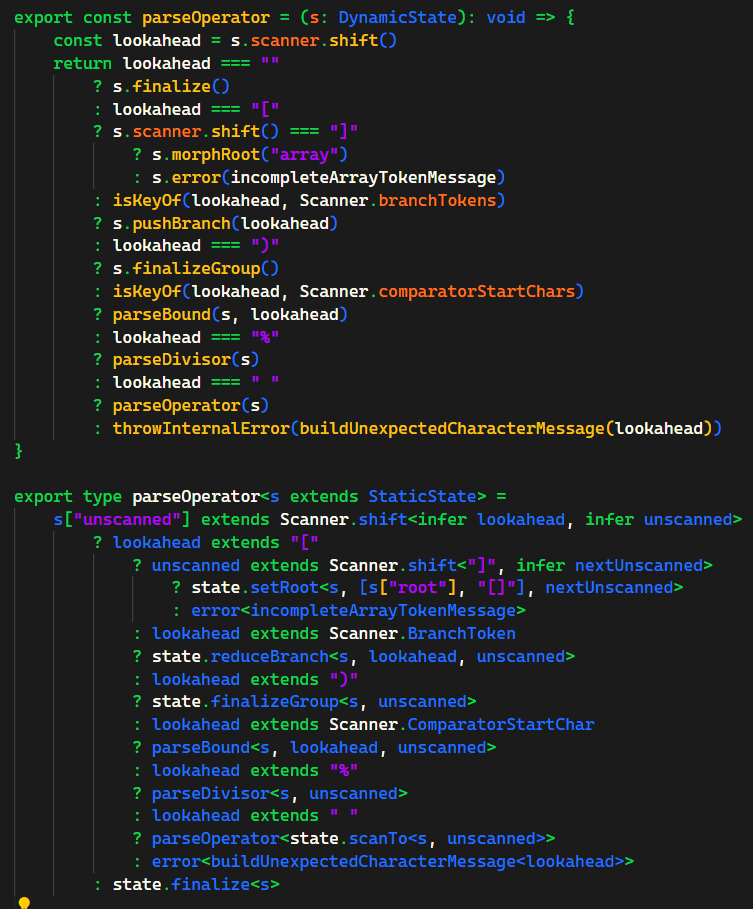 export const parseOperator = (s: DynamicState): void => {
    const lookahead = s.scanner.shift()
    return lookahead === ""
        ? s.finalize()
        : lookahead === "["
        ? s.scanner.shift() === "]"
            ? s.morphRoot("array")
            : s.error(incompleteArrayTokenMessage)
        : isKeyOf(lookahead, Scanner.branchTokens)
        ? s.pushBranch(lookahead)
        : lookahead === ")"
        ? s.finalizeGroup()
        : isKeyOf(lookahead, Scanner.comparatorStartChars)
        ? parseBound(s, lookahead)
        : lookahead === "%"
        ? parseDivisor(s)
        : lookahead === " "
        ? parseOperator(s)
        : throwInternalError(buildUnexpectedCharacterMessage(lookahead))
}

export type parseOperator<s extends StaticState> =
    s["unscanned"] extends Scanner.shift<infer lookahead, infer unscanned>
        ? lookahead extends "["
            ? unscanned extends Scanner.shift<"]", infer nextUnscanned>
                ? state.setRoot<s, [s["root"], "[]"], nextUnscanned>
                : error<incompleteArrayTokenMessage>
            : lookahead extends Scanner.BranchToken
            ? state.reduceBranch<s, lookahead, unscanned>
            : lookahead extends ")"
            ? state.finalizeGroup<s, unscanned>
            : lookahead extends Scanner.ComparatorStartChar
            ? parseBound<s, lookahead, unscanned>
            : lookahead extends "%"
            ? parseDivisor<s, unscanned>
            : lookahead extends " "
            ? parseOperator<state.scanTo<s, unscanned>>
            : error<buildUnexpectedCharacterMessage<lookahead>>
        : state.finalize<s>